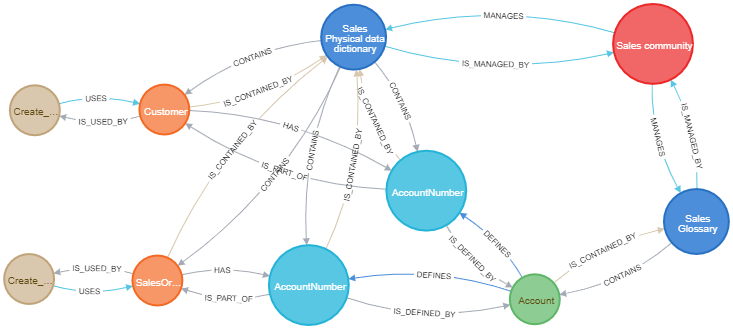 MANAGES
Sales
Physical data
dictionary
Sales community
CONTAINS
IS_MANAGED_BY
USES
Create_...
Customer
IS_CONTAINED_BY
IS_CONTAINED_BY
CONTAINS
IS_USED_BY
HAS
MANAGES
IS_MANAGED_BY
IS_CONTAINED_BY
CONTAINS
CONTAINS
IS_CONTAINED_BY
IS_PART_OF
AccountNumber
Sales
Glossary
IS_DEFINED_BY
DEFINES
IS_CONTAINED_BY
IS_USED_BY
HAS
DEFINES
CONTAINS
Create_...
SalesOr...
AccountNumber
USES
IS_PART_OF
Account
IS_DEFINED_BY